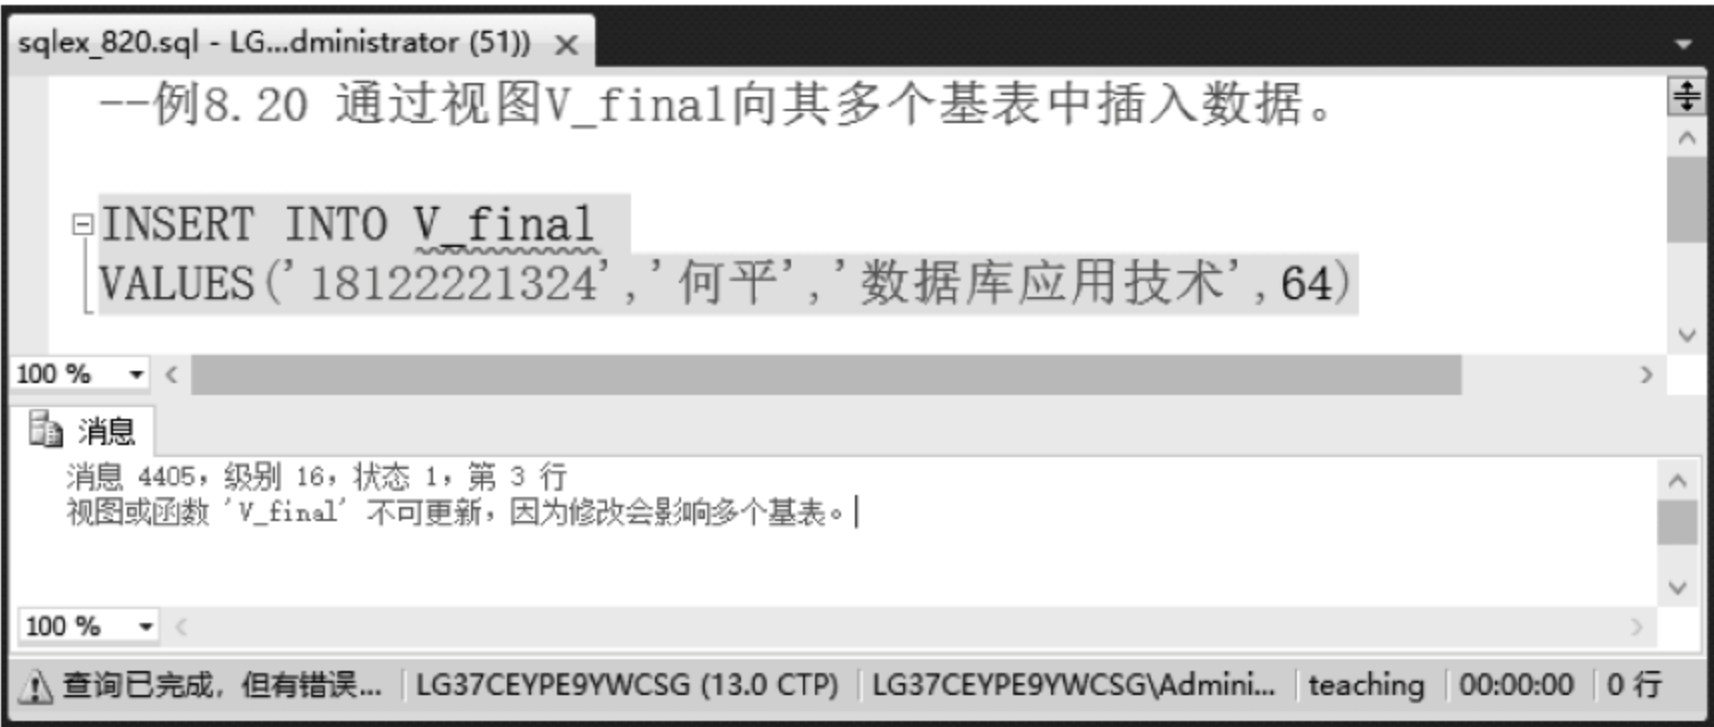 sqlex_820.sql - LG...dministrator (51))
--例8.20 通过视图V_final向其多个基表中插入数据。
INSERT INTO V_final
VALUES('18122221324','何平','数据库应用技术',64)
100 %
消息
消息 4405，级别 16，状态 1，第 3 行
视图或函数 'V_final' 不可更新，因为修改会影响多个基表。
100 %
查询已完成，但有错误... LG37CEYPE9YWCSG (13.0 CTP) LG37CEYPE9YWCSG\Admini... teaching 00:00:00 0 行